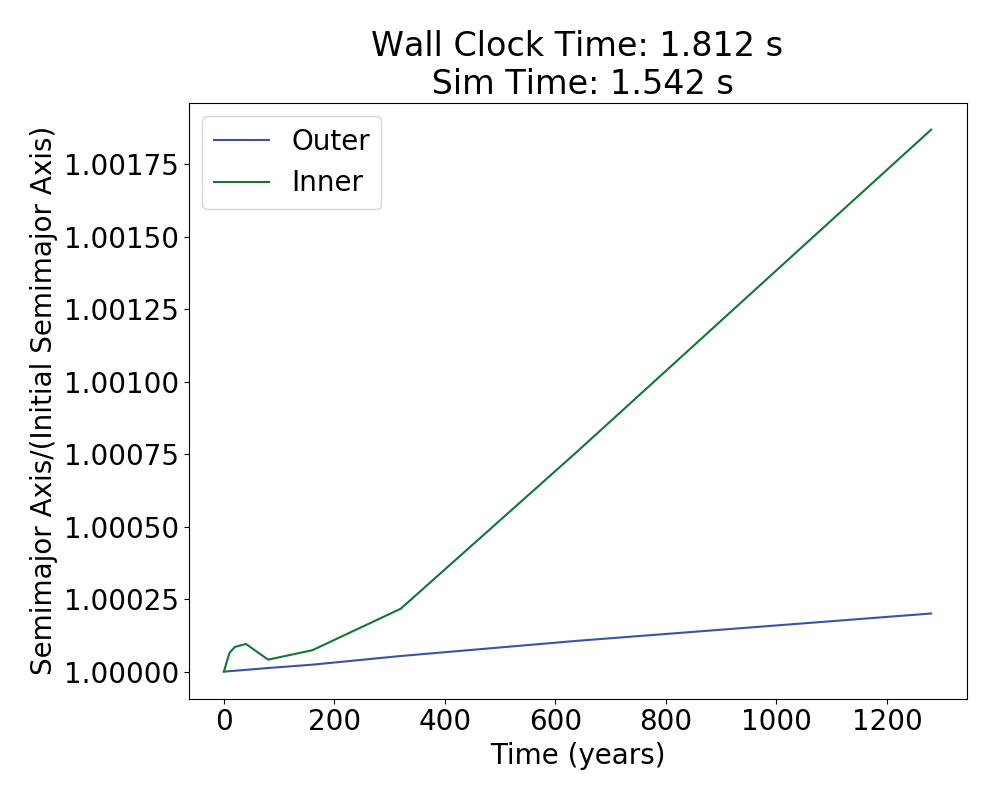 Wall Clock Time: 1.812 s
Sim Time: 1.542 s
Outer
Inner
Semimajor Axis/(Initial Semimajor Axis)
1.00175
1.00150
1.00125
1.00100
1.00075
1.00050
1.00025
1.00000
0 200 400 600 800 1000 1200
Time (years)